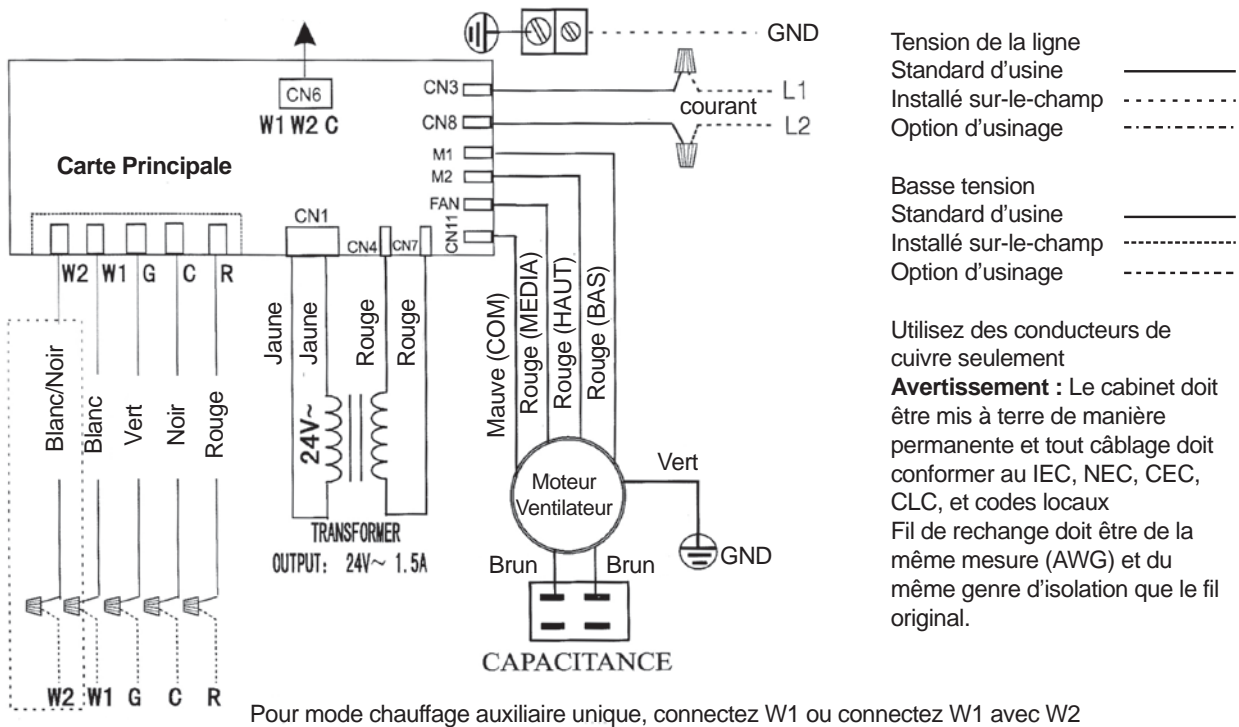 GND
CN3
L1
courant
CN8
L2
CN6
W1 W2 C
M1
Carte Principale
M2
FAN
CN11
CN1
CN4
CN7
W2 W1 G C R
Blanc/Noir
Blanc
Vert
Noir
Rouge
Jaune
Jaune
Rouge
Rouge
24V~
TRANSFORMER
OUTPUT: 24V~ 1.5A
Mauve (COM)
Rouge (MEDIA)
Rouge (HAUT)
Rouge (BAS)
Moteur
Ventilateur
Vert
GND
Brun
Brun
CAPACITANCE
W2 W1 G C R
Tension de la ligne
Standard d'usine
Installé sur-le-champ
Option d'usinage
Basse tension
Standard d'usine
Installé sur-le-champ
Option d'usinage
Utilisez des conducteurs de
cuivre seulement
Avertissement : Le cabinet doit
être mis à terre de manière
permanente et tout câblage doit
conformer au IEC, NEC, CEC,
CLC, et codes locaux
Fil de rechange doit être de la
même mesure (AWG) et du
même genre d'isolation que le fil
original.
Pour mode chauffage auxiliaire unique, connectez W1 ou connectez W1 avec W2